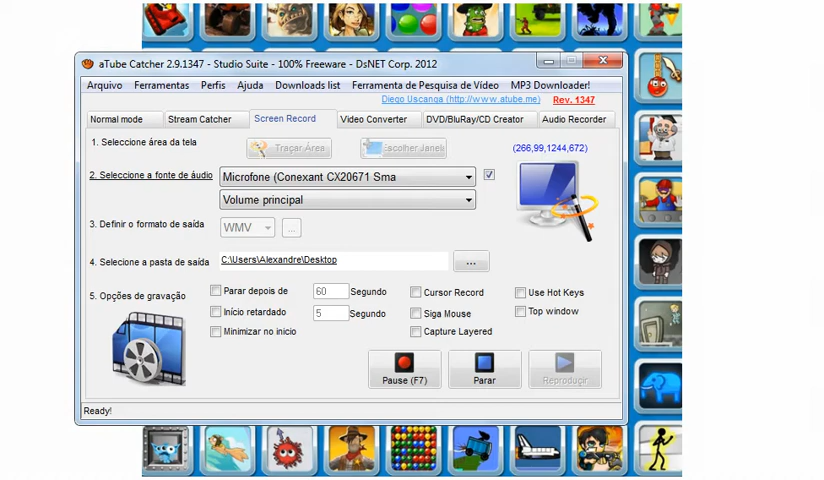 aTube Catcher 2.9.1347 - Studio Suite - 100% Freeware - DsNET Corp. 2012
Arquivo Ferramentas Perfis Ajuda Downloads list Ferramenta de Pesquisa de Vídeo MP3 Downloader!
Diego Uscanga (http://www.atube.me) Rev. 1347
Normal mode Stream Catcher Screen Record Video Converter DVD/BluRay/CD Creator Audio Recorder
1. Seleccione área da tela Traçar Área Escolher Janela (266,99,1244,672)
2. Seleccione a fonte de áudio Microfone (Conexant CX20671 Sma
Volume principal
3. Definir o formato de saída WMV ...
4. Selecione a pasta de saída C:\Users\Alexandre\Desktop ...
5. Opções de gravação Parar depois de 60 Segundo Cursor Record Use Hot Keys
Início retardado 5 Segundo Siga Mouse Top window
Minimizar no inicio Capture Layered
Pause (F7) Parar Reproducir
Ready!